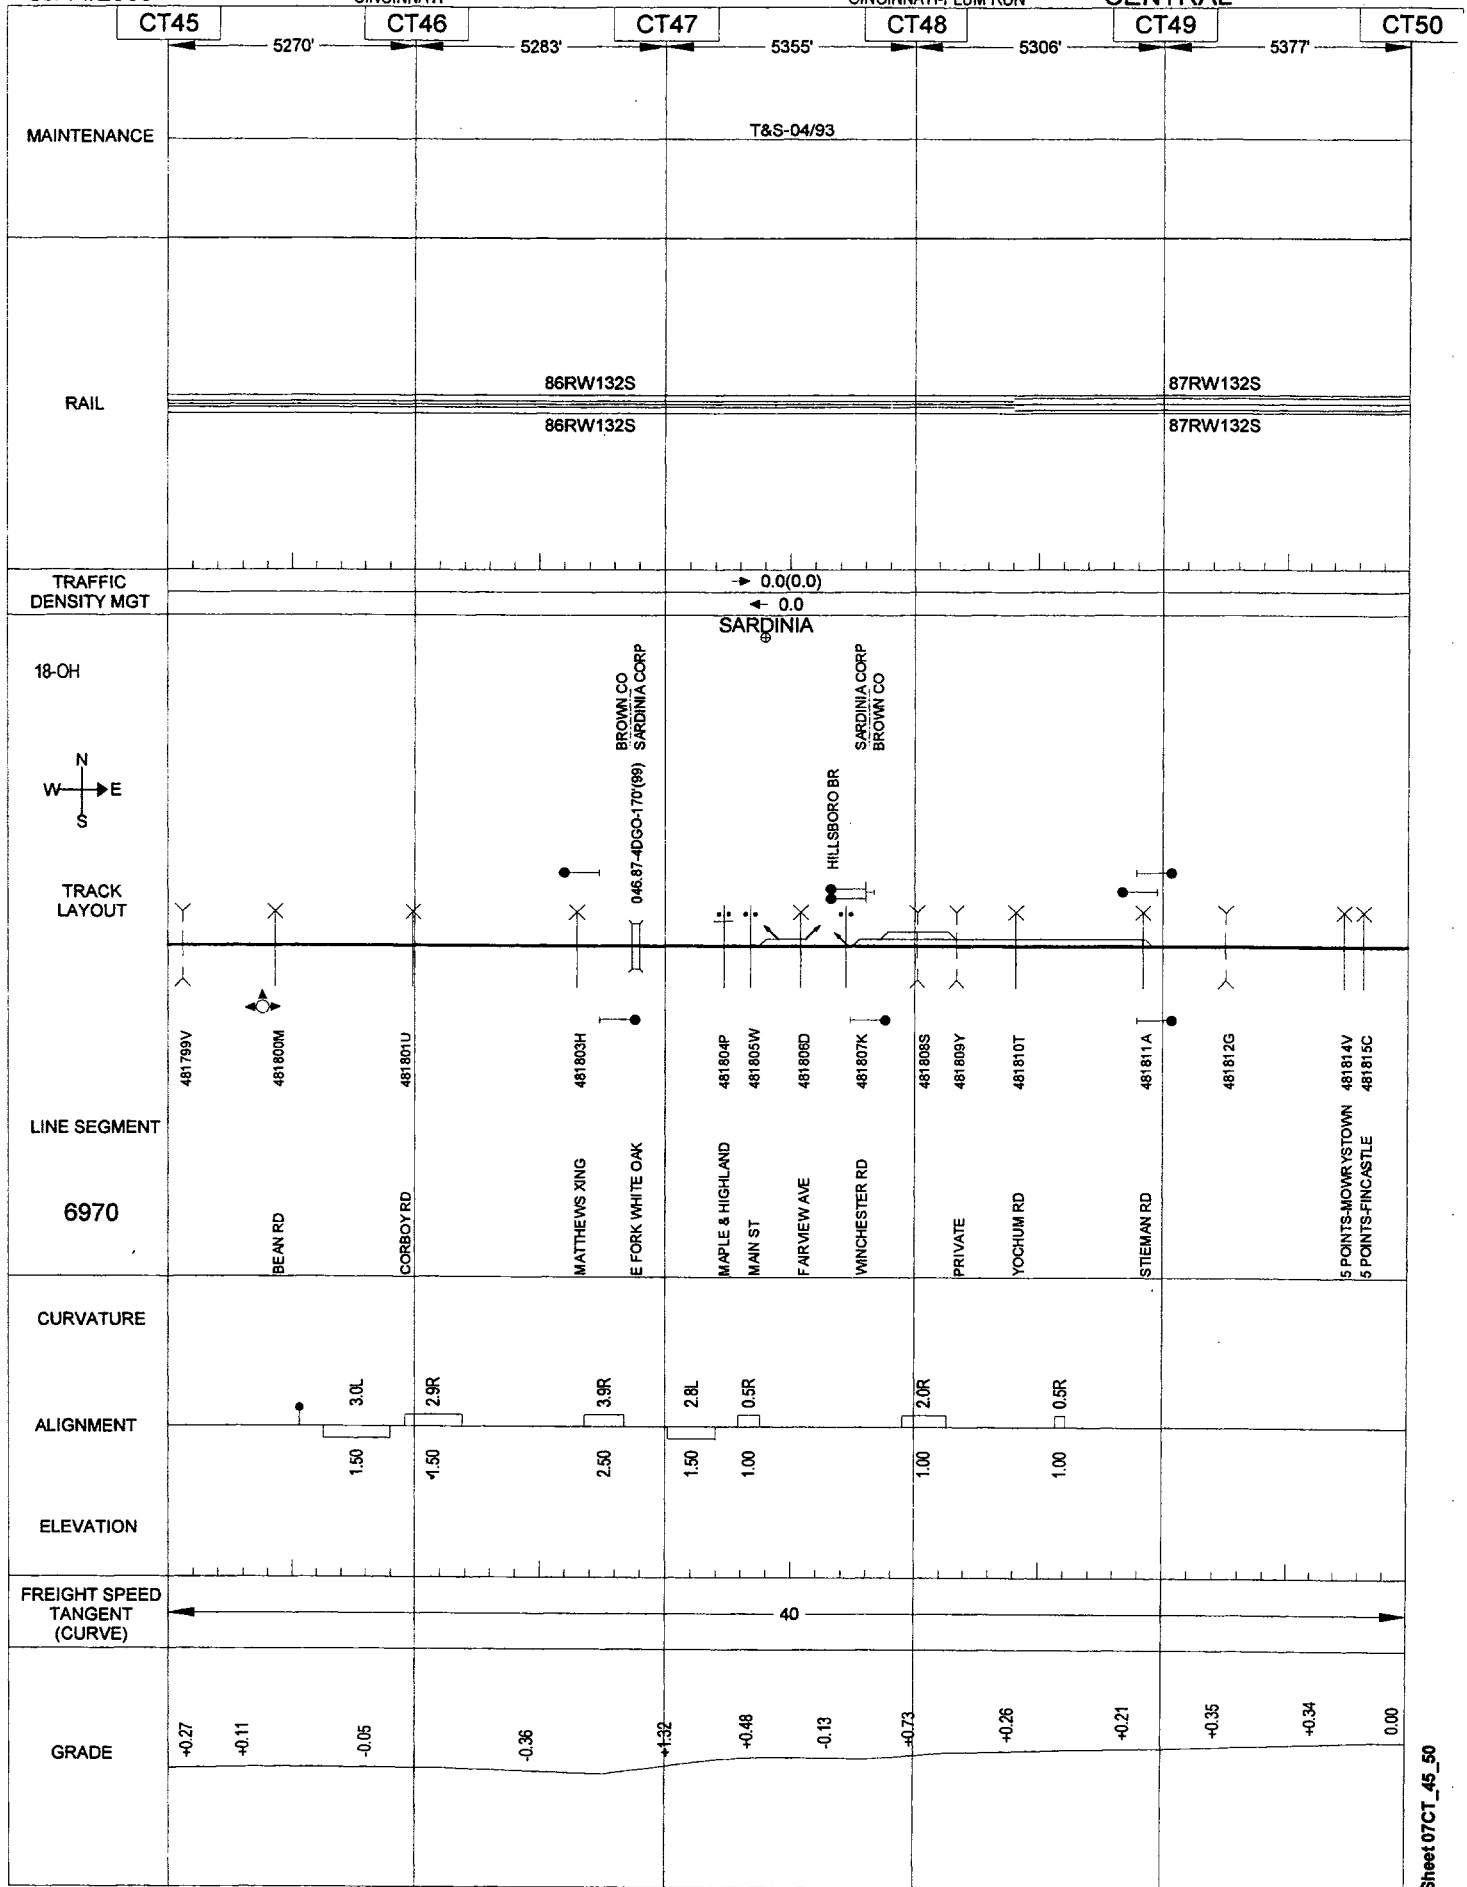 CINCINNATI-PLUM RUN CENTRAL
CT45 CT46 CT47 CT48 CT49 CT50
5270' 5283' 5355' 5306' 5377'
MAINTENANCE
T&S-04/93
RAIL
86RW132S 87RW132S
86RW132S 87RW132S
TRAFFIC
DENSITY MGT
0.0(0.0)
0.0
SARDINIA
18-OH
BROWN CO
SARDINIA CORP
SARDINIA CORP
BROWN CO
N
W E
S
046.87-4DGO-170'(99)
HILLSBORO BR
TRACK
LAYOUT
481799V
481800M
481801U
481803H
481804P
481805W
481806D
481807K
481808S
481809Y
481810T
481811A
481812G
481814V
481815C
LINE SEGMENT
6970
BEAN RD
CORBOY RD
MATTHEWS XING
E FORK WHITE OAK
MAPLE & HIGHLAND
MAIN ST
FAIRVIEW AVE
WINCHESTER RD
PRIVATE
YOCHUM RD
STIEMAN RD
5 POINTS-MOWRYSTOWN
5 POINTS-FINCASTLE
CURVATURE
3.0L 2.9R 3.9R 2.8L 0.5R 2.0R 0.5R
ALIGNMENT
1.50 1.50 2.50 1.50 1.00 1.00 1.00
ELEVATION
FREIGHT SPEED
TANGENT
(CURVE)
40
GRADE
+0.27 +0.11 -0.05 -0.36 +1.32 +0.48 -0.13 +0.73 +0.26 +0.21 +0.35 +0.34 0.00
Sheet 07CT_45_50